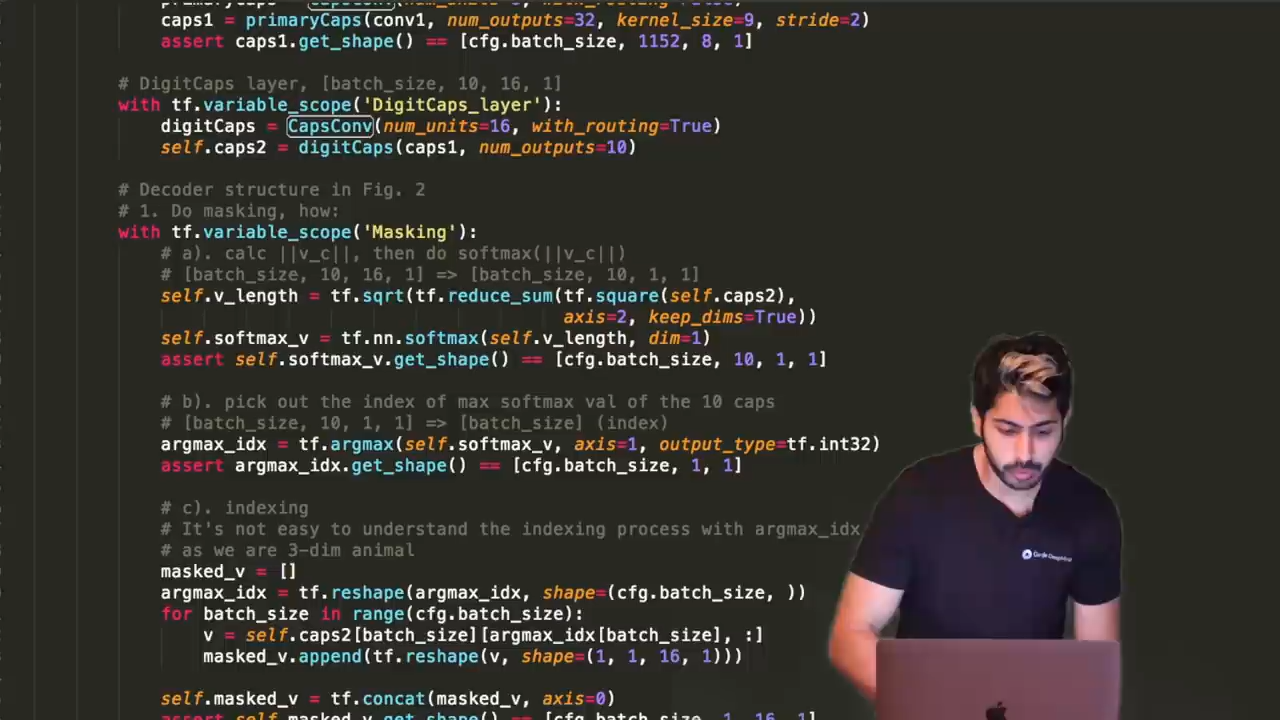 caps1 = primaryCaps(conv1, num_outputs=32, kernel_size=9, stride=2)
assert caps1.get_shape() == [cfg.batch_size, 1152, 8, 1]
# DigitCaps layer, [batch_size, 10, 16, 1]
with tf.variable_scope('DigitCaps_layer'):
digitCaps = CapsConv(num_units=16, with_routing=True)
self.caps2 = digitCaps(caps1, num_outputs=10)
# Decoder structure in Fig. 2
# 1. Do masking, how:
with tf.variable_scope('Masking'):
# a). calc ||v_c||, then do softmax(||v_c||)
# [batch_size, 10, 16, 1] => [batch_size, 10, 1, 1]
self.v_length = tf.sqrt(tf.reduce_sum(tf.square(self.caps2),
axis=2, keep_dims=True))
self.softmax_v = tf.nn.softmax(self.v_length, dim=1)
assert self.softmax_v.get_shape() == [cfg.batch_size, 10, 1, 1]
# b). pick out the index of max softmax val of the 10 caps
# [batch_size, 10, 1, 1] => [batch_size] (index)
argmax_idx = tf.argmax(self.softmax_v, axis=1, output_type=tf.int32)
assert argmax_idx.get_shape() == [cfg.batch_size, 1, 1]
# c). indexing
# It's not easy to understand the indexing process with argmax_idx
# as we are 3-dim animal
masked_v = []
argmax_idx = tf.reshape(argmax_idx, shape=(cfg.batch_size, ))
for batch_size in range(cfg.batch_size):
v = self.caps2[batch_size][argmax_idx[batch_size], :]
masked_v.append(tf.reshape(v, shape=(1, 1, 16, 1)))
self.masked_v = tf.concat(masked_v, axis=0)
assert self.masked_v.get_shape() == [cfg.batch_size, 1, 16, 1]